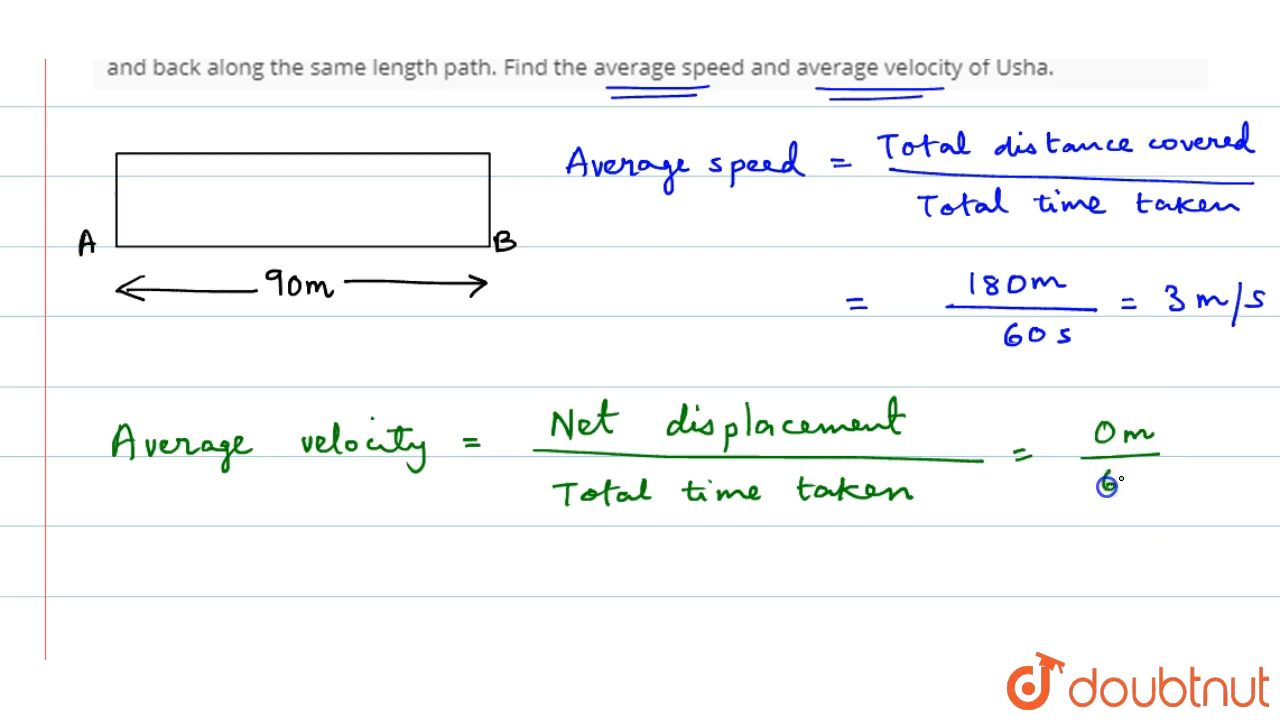 and back along the same length path. Find the average speed and average velocity of Usha.
Average speed = Total distance covered
Total time taken
A
B
90m
= 180m
60s
= 3 m/s
Average velocity = Net displacement
Total time taken
= 0m
6
doubtnut